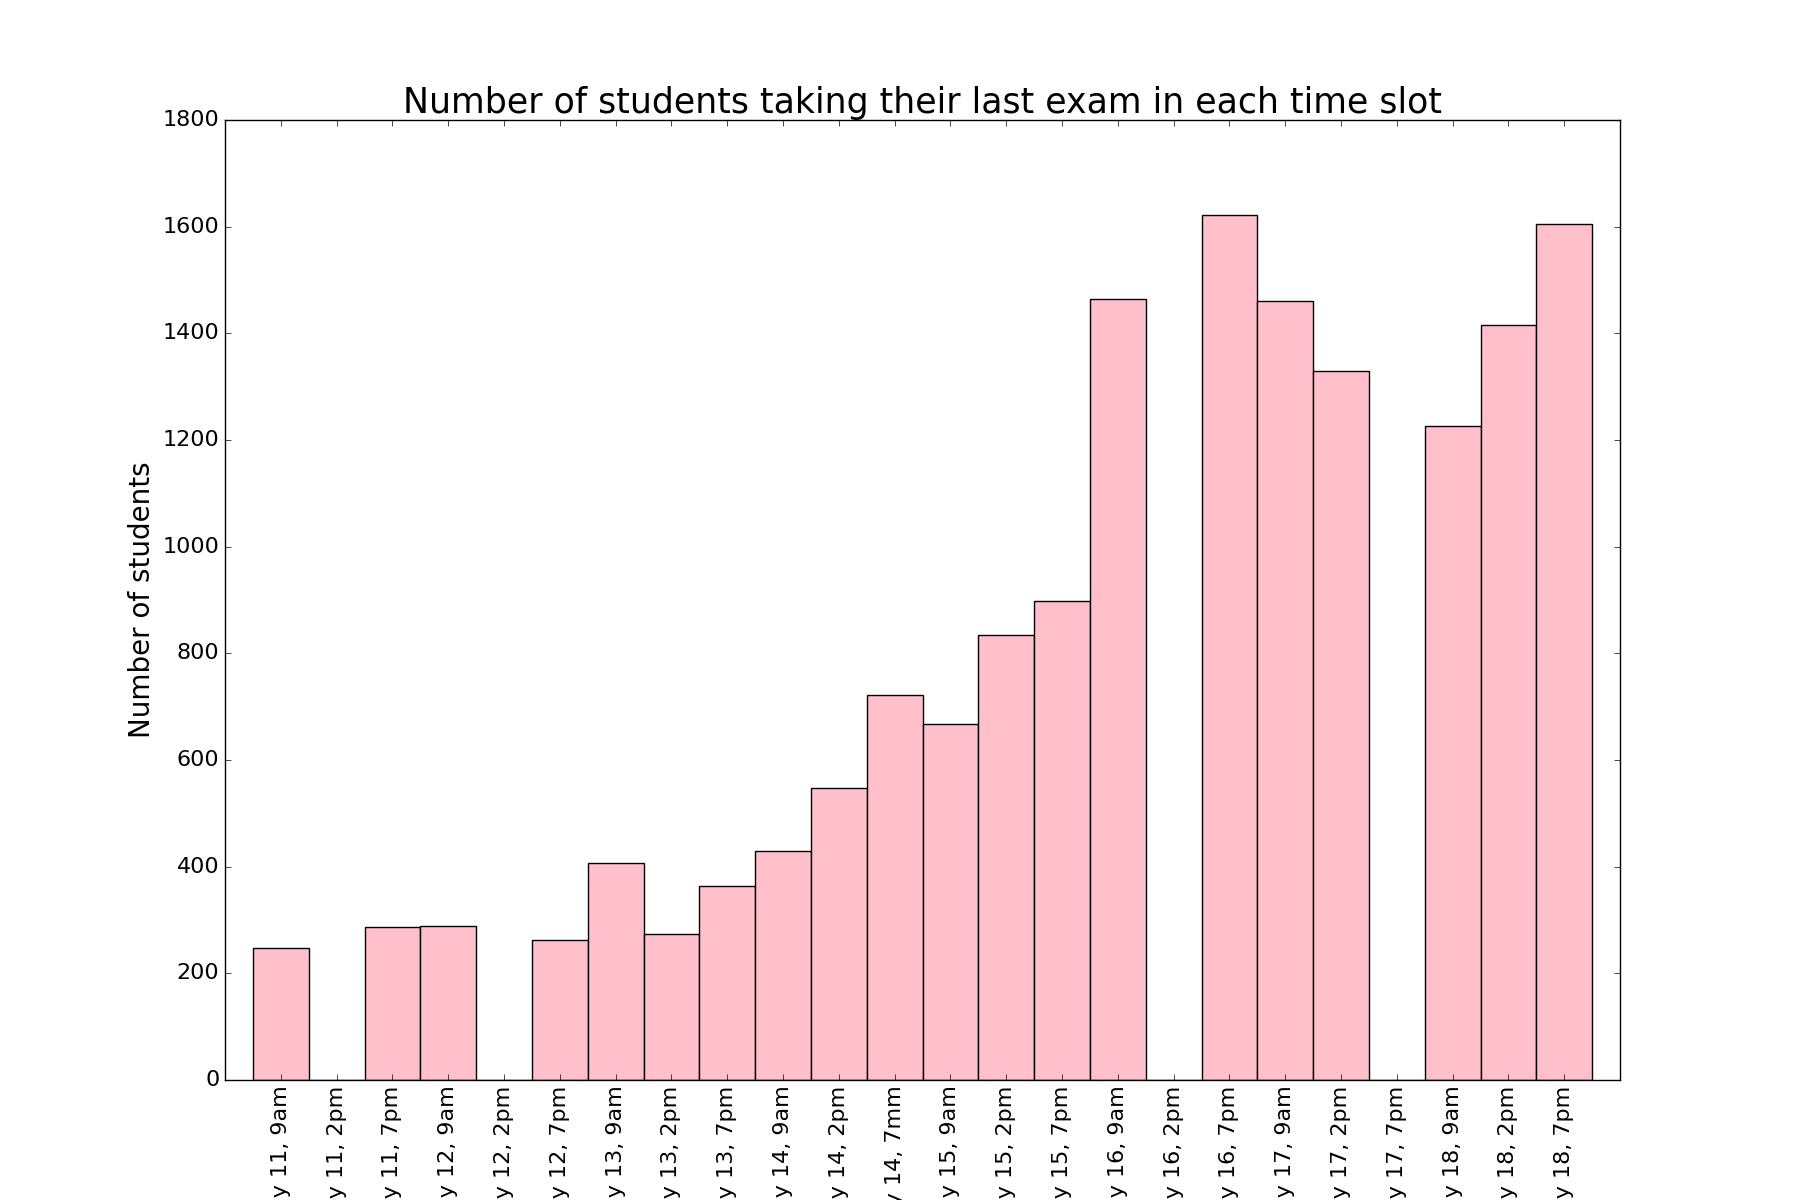 Number of students taking their last exam in each time slot
Number of students
1800
1600
1400
1200
1000
800
600
400
200
0
y 11, 9am
y 11, 2pm
y 11, 7pm
y 12, 9am
y 12, 2pm
y 12, 7pm
y 13, 9am
y 13, 2pm
y 13, 7pm
y 14, 9am
y 14, 2pm
y 14, 7mm
y 15, 9am
y 15, 2pm
y 15, 7pm
y 16, 9am
y 16, 2pm
y 16, 7pm
y 17, 9am
y 17, 2pm
y 17, 7pm
y 18, 9am
y 18, 2pm
y 18, 7pm